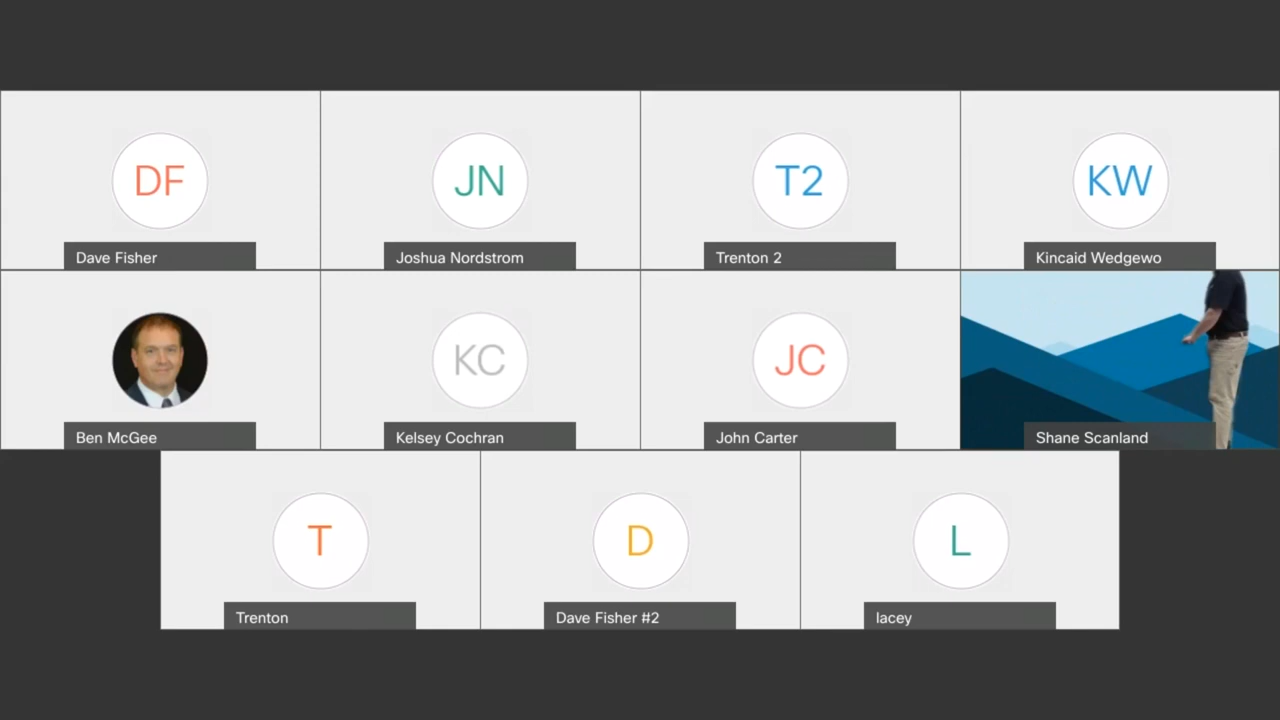 DF
Dave Fisher
JN
Joshua Nordstrom
T2
Trenton 2
KW
Kincaid Wedgewo
Ben McGee
KC
Kelsey Cochran
JC
John Carter
Shane Scanland
T
Trenton
D
Dave Fisher #2
L
lacey